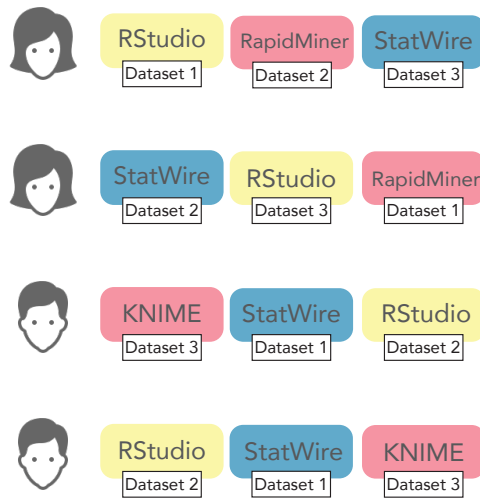 RStudio RapidMiner StatWire
Dataset 1 Dataset 2 Dataset 3
StatWire RStudio RapidMiner
Dataset 2 Dataset 3 Dataset 1
KNIME StatWire RStudio
Dataset 3 Dataset 1 Dataset 2
RStudio StatWire KNIME
Dataset 2 Dataset 1 Dataset 3